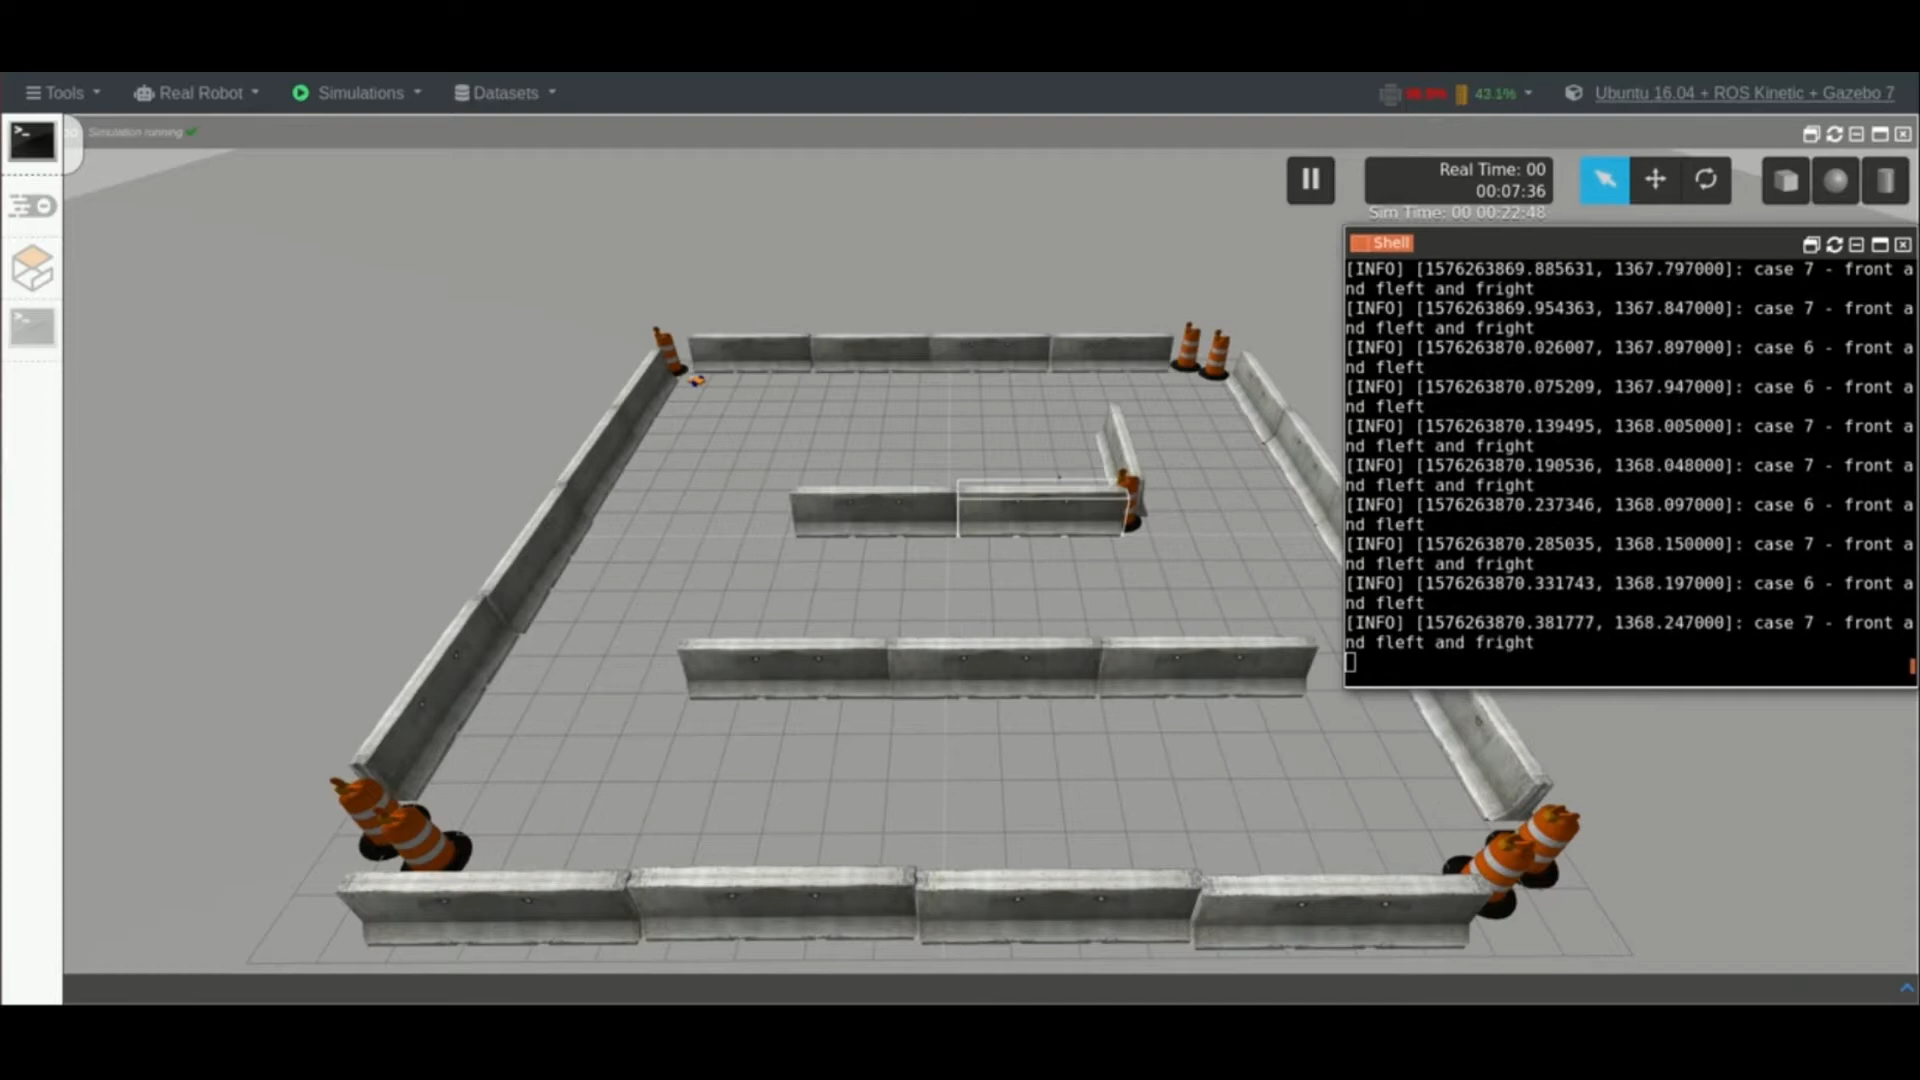 Tools Real Robot Simulations Datasets 43.1% Ubuntu 16.04 + ROS Kinetic + Gazebo 7
Simulation running
Real Time: 00
00:07:36
Sim Time: 00 00:22:48
Shell
[INFO] [1576263869.885631, 1367.797000]: case 7 - front a
nd fleft and fright
[INFO] [1576263869.954363, 1367.847000]: case 7 - front a
nd fleft and fright
[INFO] [1576263870.026007, 1367.897000]: case 6 - front a
nd fleft
[INFO] [1576263870.075209, 1367.947000]: case 6 - front a
nd fleft
[INFO] [1576263870.139495, 1368.005000]: case 7 - front a
nd fleft and fright
[INFO] [1576263870.190536, 1368.048000]: case 7 - front a
nd fleft and fright
[INFO] [1576263870.237346, 1368.097000]: case 6 - front a
nd fleft
[INFO] [1576263870.285035, 1368.150000]: case 7 - front a
nd fleft and fright
[INFO] [1576263870.331743, 1368.197000]: case 6 - front a
nd fleft
[INFO] [1576263870.381777, 1368.247000]: case 7 - front a
nd fleft and fright